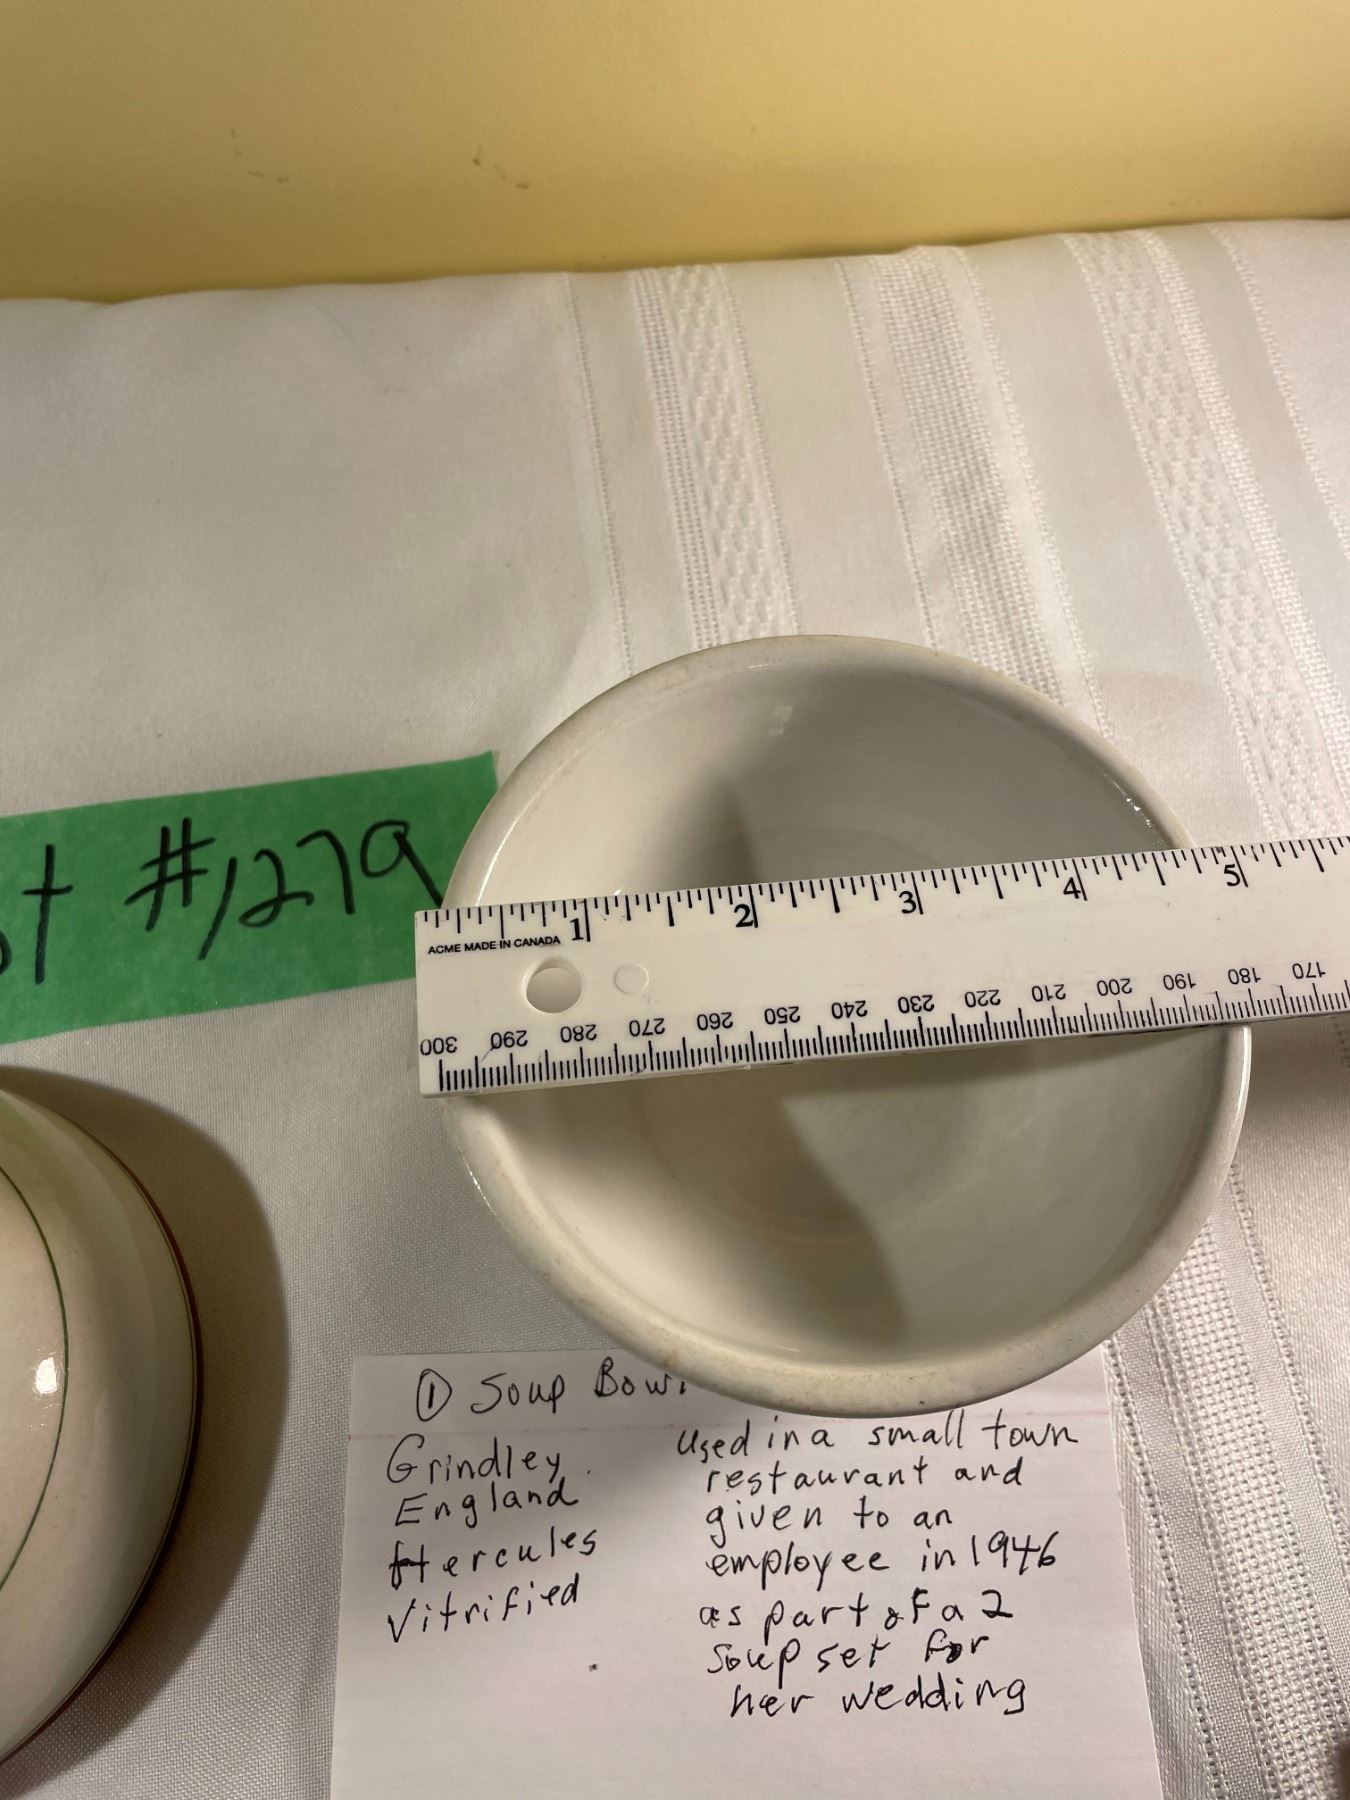 #1279
1 2 3 4 5
ACME MADE IN CANADA
300 290 280 270 260 250 240 230 220 210 200 190 180 170
① Soup Bowl
Grindley
England
Hercules
Vitrified
Used in a small town
restaurant and
given to an
employee in 1946
as part of a 2
soup set for
her wedding